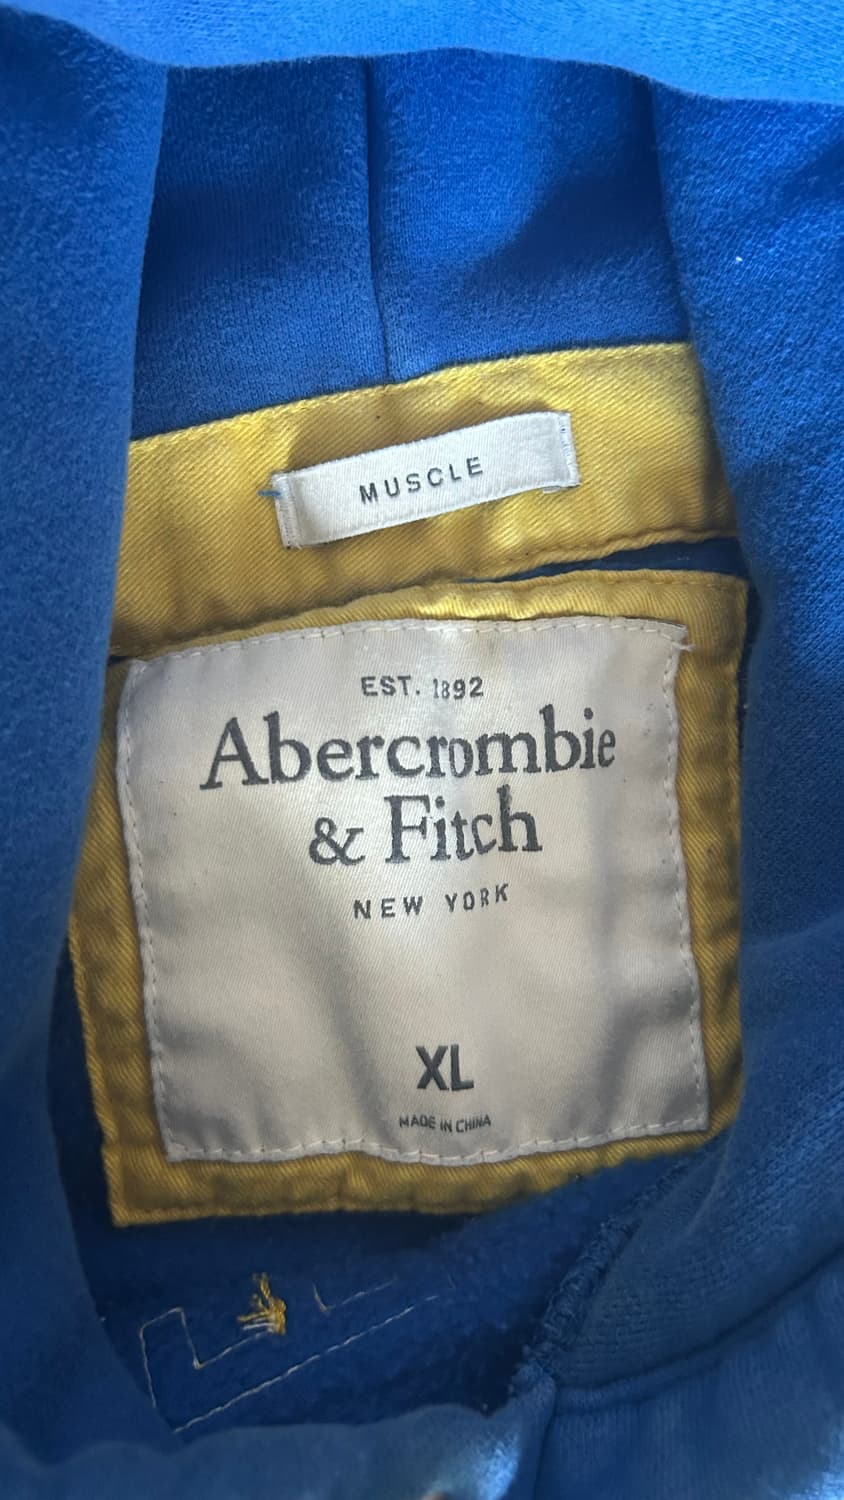 MUSCLE
EST. 1892
Abercrombie
& Fitch
NEW YORK
XL
MADE IN CHINA